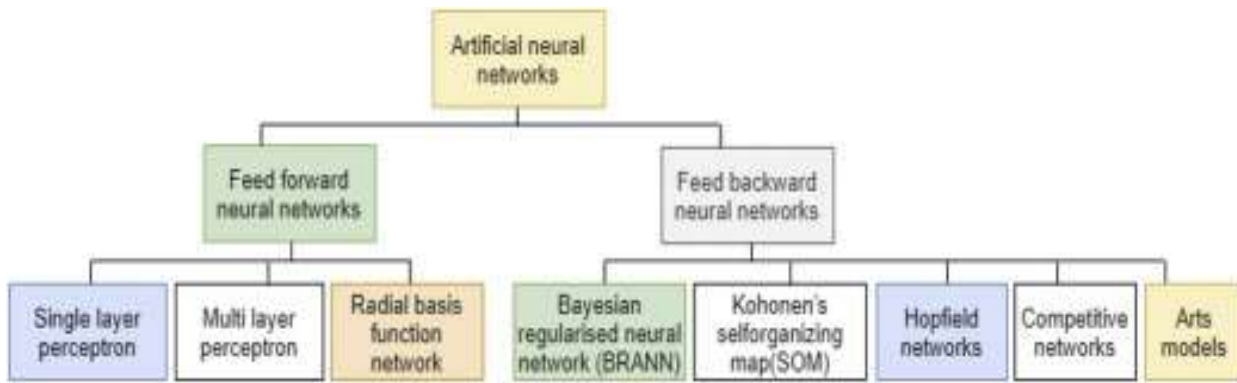 Artificial neural
networks
Feed forward
neural networks
Feed backward
neural networks
Single layer
perceptron
Multi layer
perceptron
Radial basis
function
network
Bayesian
regularised neural
network (BRANN)
Kohonen's
selforganizing
map(SOM)
Hopfield
networks
Competitive
networks
Arts
models